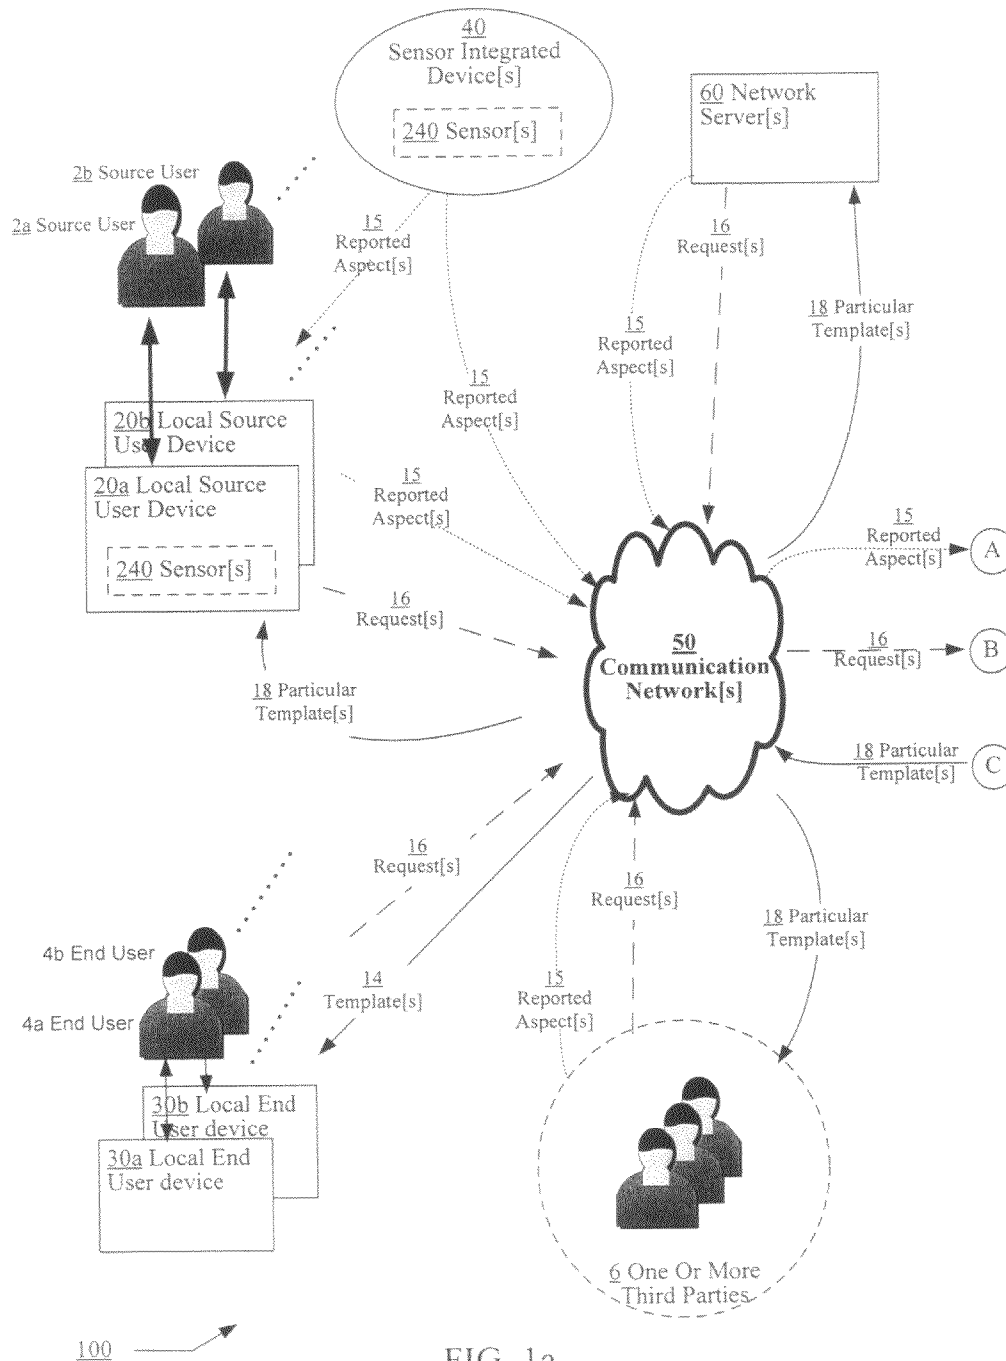 40
Sensor Integrated
Device[s]
240 Sensor[s]
60 Network
Server[s]
2b Source User
2a Source User
15
Reported
Aspect[s]
16
Request[s]
18 Particular
Template[s]
15
Reported
Aspect[s]
15
Reported
Aspect[s]
20b Local Source
User Device
20a Local Source
User Device
240 Sensor[s]
15
Reported
Aspect[s]
15
Reported
Aspect[s]
A
16
Request[s]
50
Communication
Network[s]
16
Request[s]
B
18 Particular
Template[s]
18 Particular
Template[s]
C
16
Request[s]
16
Request[s]
18 Particular
Template[s]
4b End User
4a End User
14
Template[s]
15
Reported
Aspect[s]
30b Local End
User device
30a Local End
User device
6 One Or More
Third Parties
100
FIG. 1a